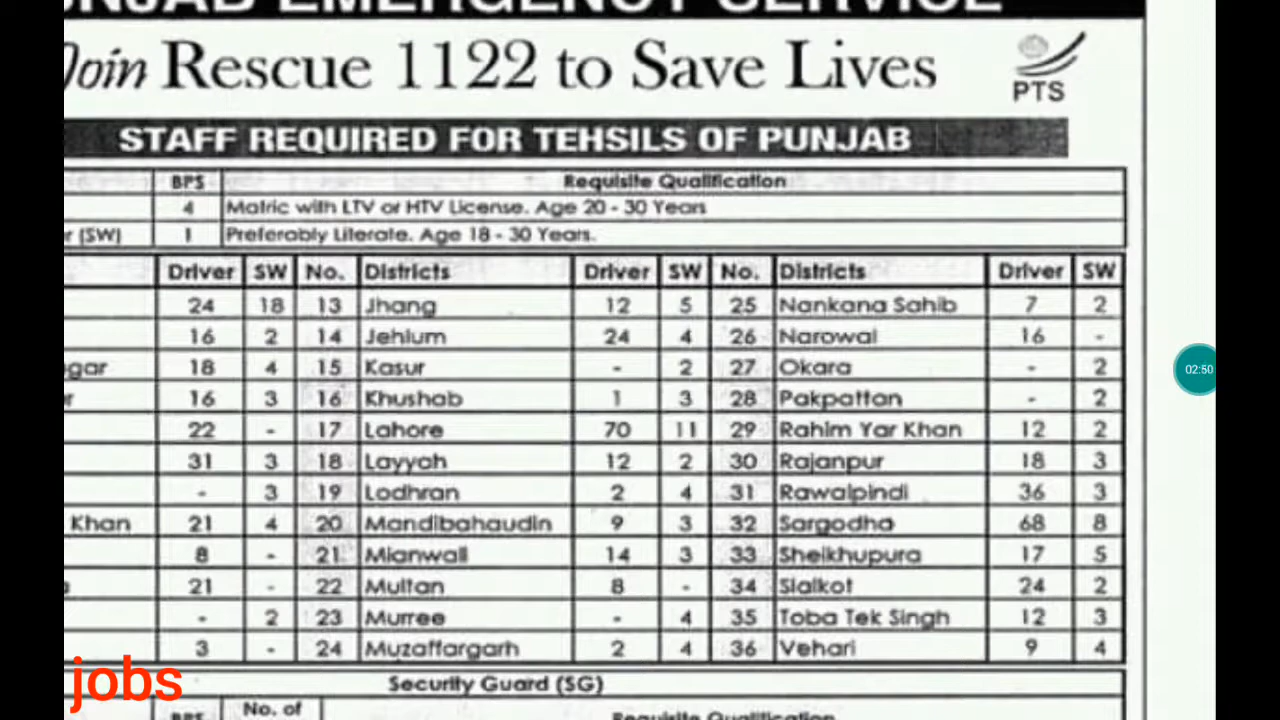 PUNJAB EMERGENCY SERVICE
Join Rescue 1122 to Save Lives
PTS
STAFF REQUIRED FOR TEHSILS OF PUNJAB
BPS Requisite Qualification
4 Matric with LTV or HTV License. Age 20 - 30 Years
r (SW) 1 Preferably Literate. Age 18 - 30 Years.
Driver SW No. Districts Driver SW No. Districts Driver SW
24 18 13 Jhang 12 5 25 Nankana Sahib 7 2
16 2 14 Jehlum 24 4 26 Narowal 16 -
gar 18 4 15 Kasur - 2 27 Okara - 2
r 16 3 16 Khushab 1 3 28 Pakpattan - 2
22 - 17 Lahore 70 11 29 Rahim Yar Khan 12 2
31 3 18 Layyah 12 2 30 Rajanpur 18 3
- 3 19 Lodhran 2 4 31 Rawalpindi 36 3
Khan 21 4 20 Mandibahaudin 9 3 32 Sargodha 68 8
8 - 21 Mianwali 14 3 33 Sheikhupura 17 5
21 - 22 Multan 8 - 34 Sialkot 24 2
- 2 23 Murree - 4 35 Toba Tek Singh 12 3
3 - 24 Muzaffargarh 2 4 36 Vehari 9 4
Security Guard (SG)
BPS No. of Requisite Qualification
jobs
02:50